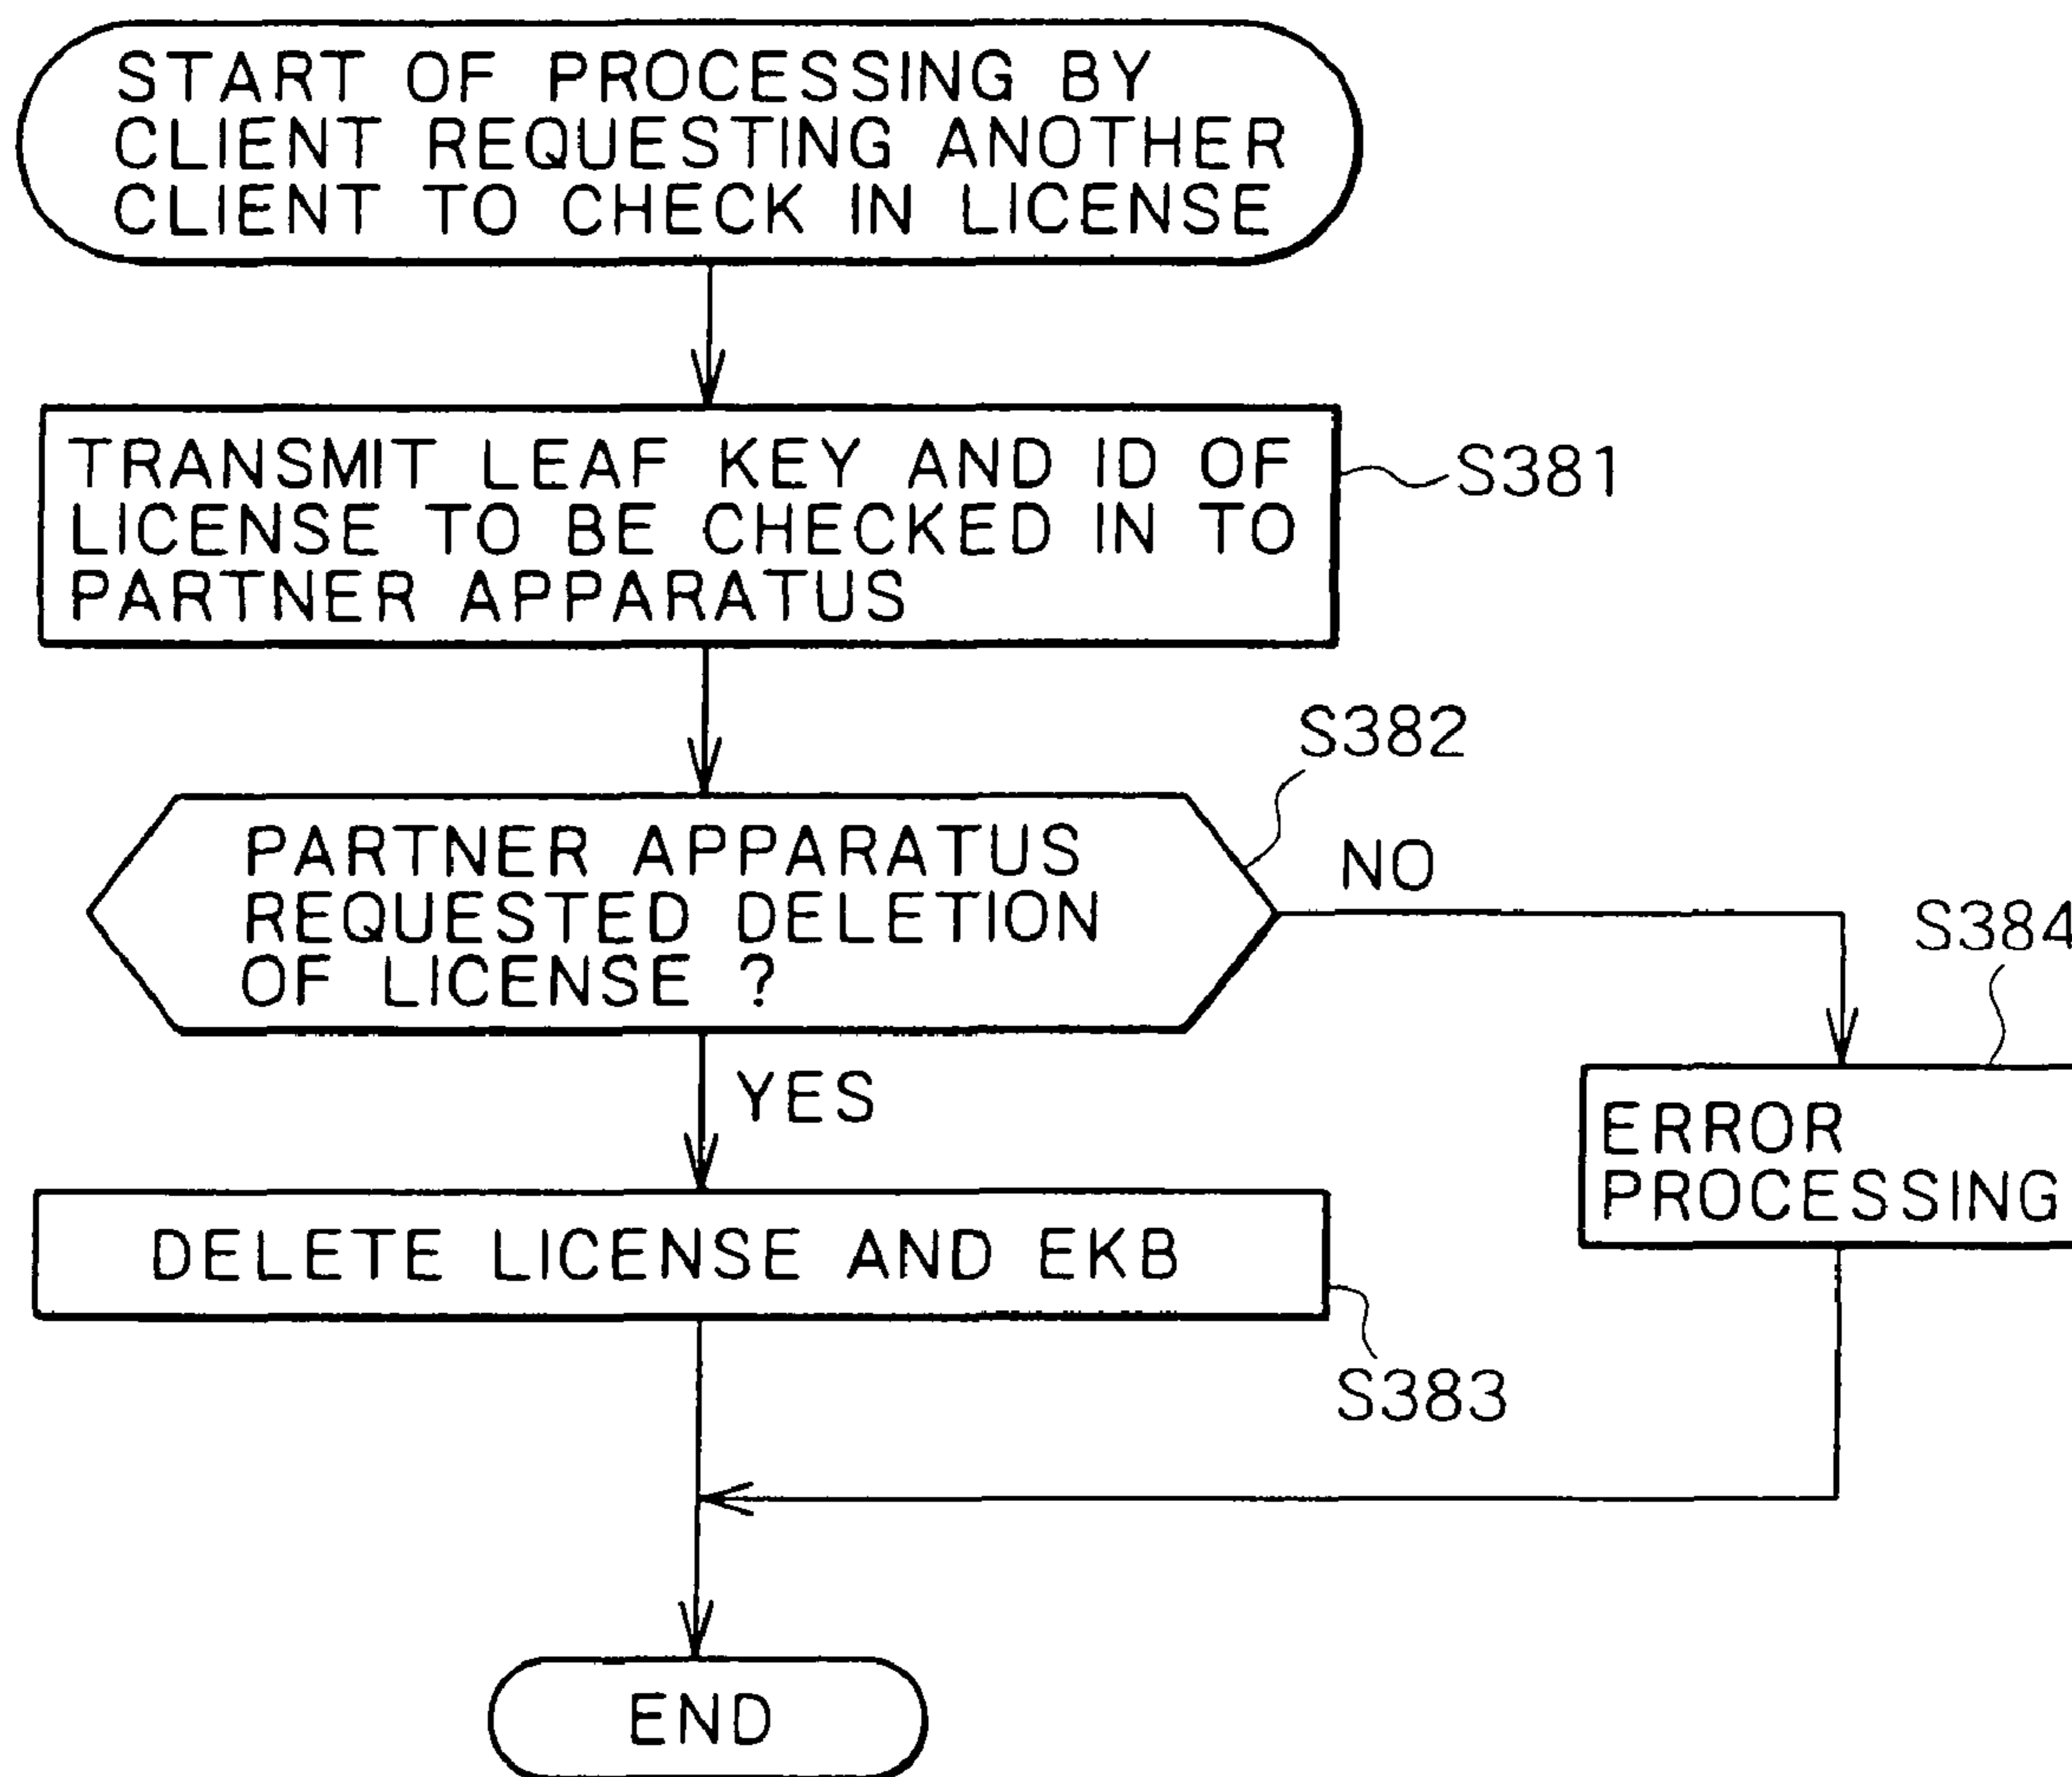 START OF PROCESSING BY
CLIENT REQUESTING ANOTHER
CLIENT TO CHECK IN LICENSE
TRANSMIT LEAF KEY AND ID OF
LICENSE TO BE CHECKED IN TO
PARTNER APPARATUS
S381
S382
PARTNER APPARATUS
REQUESTED DELETION
OF LICENSE ?
NO
S384
YES
ERROR
PROCESSING
DELETE LICENSE AND EKB
S383
END